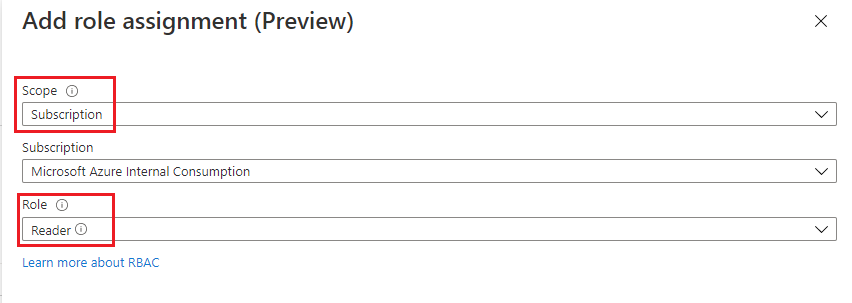 Add role assignment (Preview)
Scope
Subscription
Subscription
Microsoft Azure Internal Consumption
Role
Reader
Learn more about RBAC